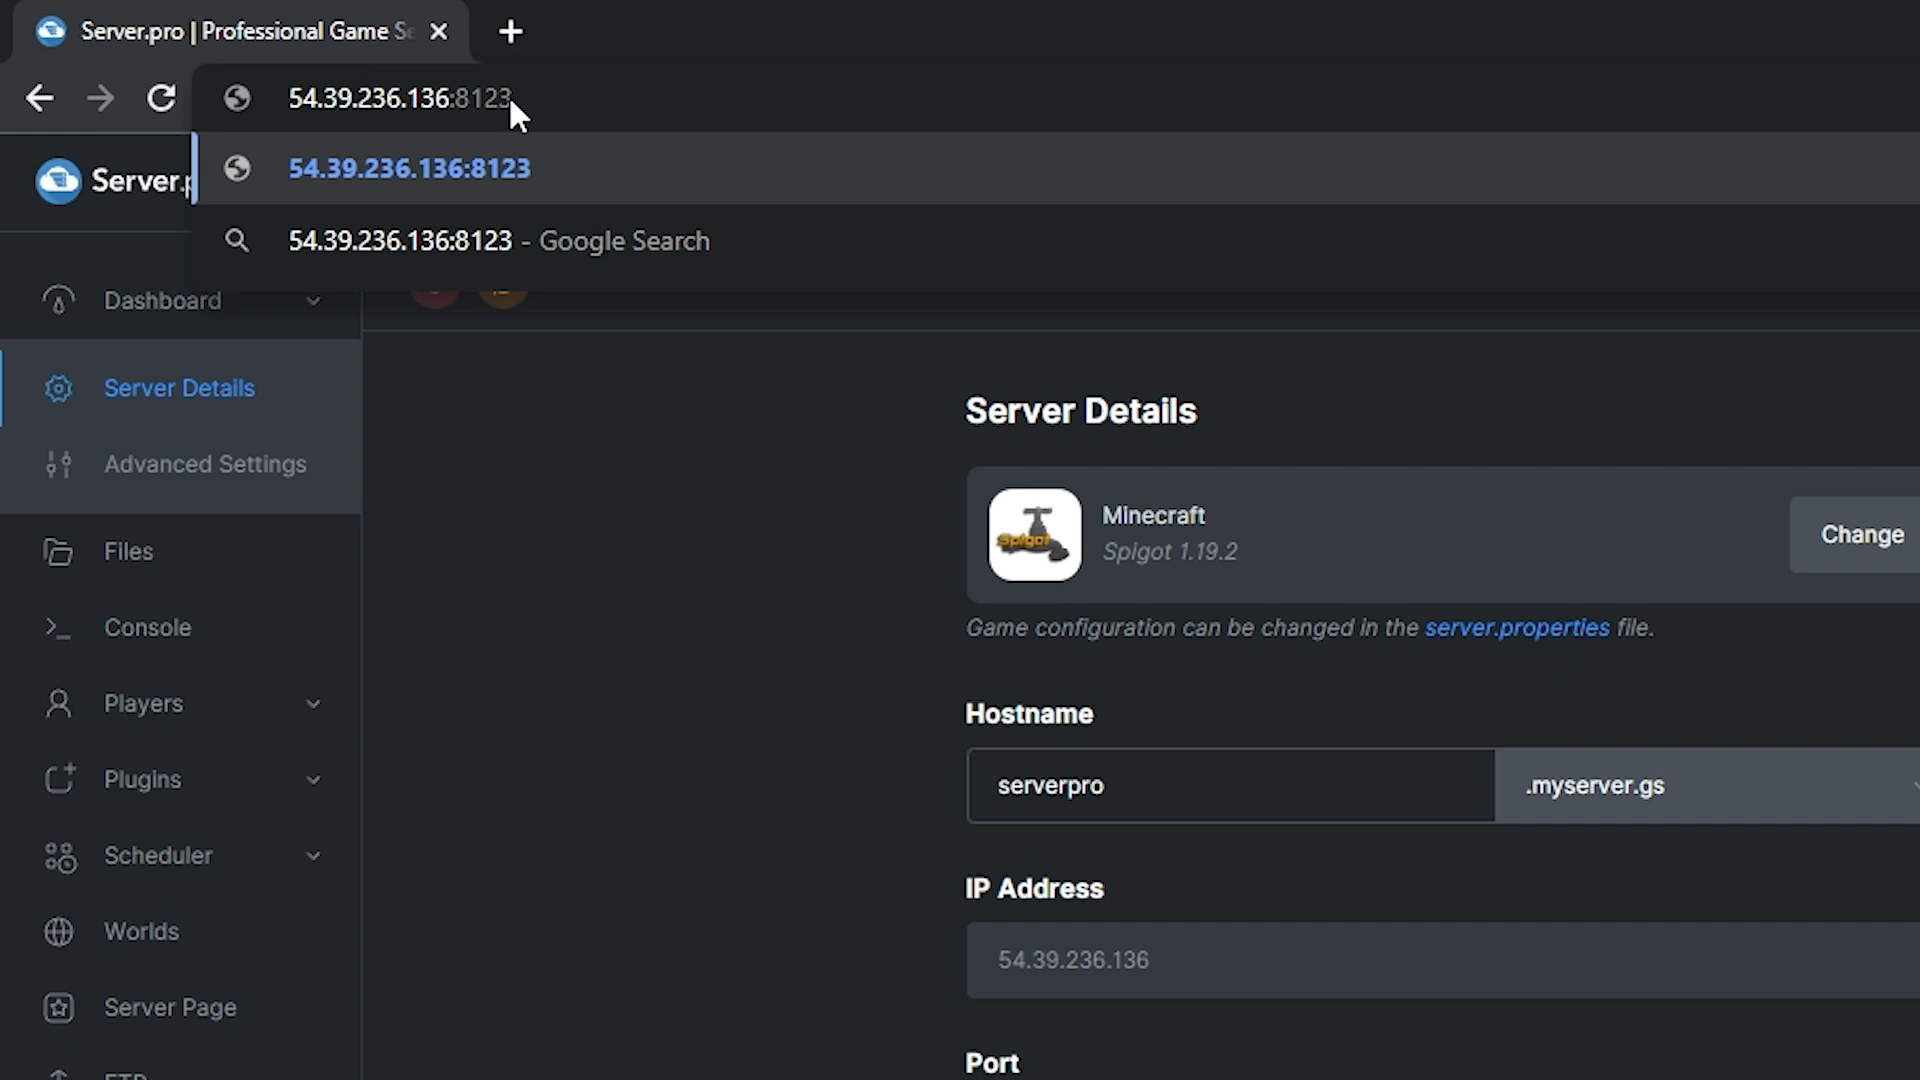 Server.pro | Professional Game Se
54.39.236.136:8123
54.39.236.136:8123
54.39.236.136:8123 - Google Search
Server.p
Dashboard
Server Details
Advanced Settings
Files
Console
Players
Plugins
Scheduler
Worlds
Server Page
FTP
Server Details
Minecraft
Spigot
Spigot 1.19.2
Change
Game configuration can be changed in the server.properties file.
Hostname
serverpro
.myserver.gs
IP Address
54.39.236.136
Port